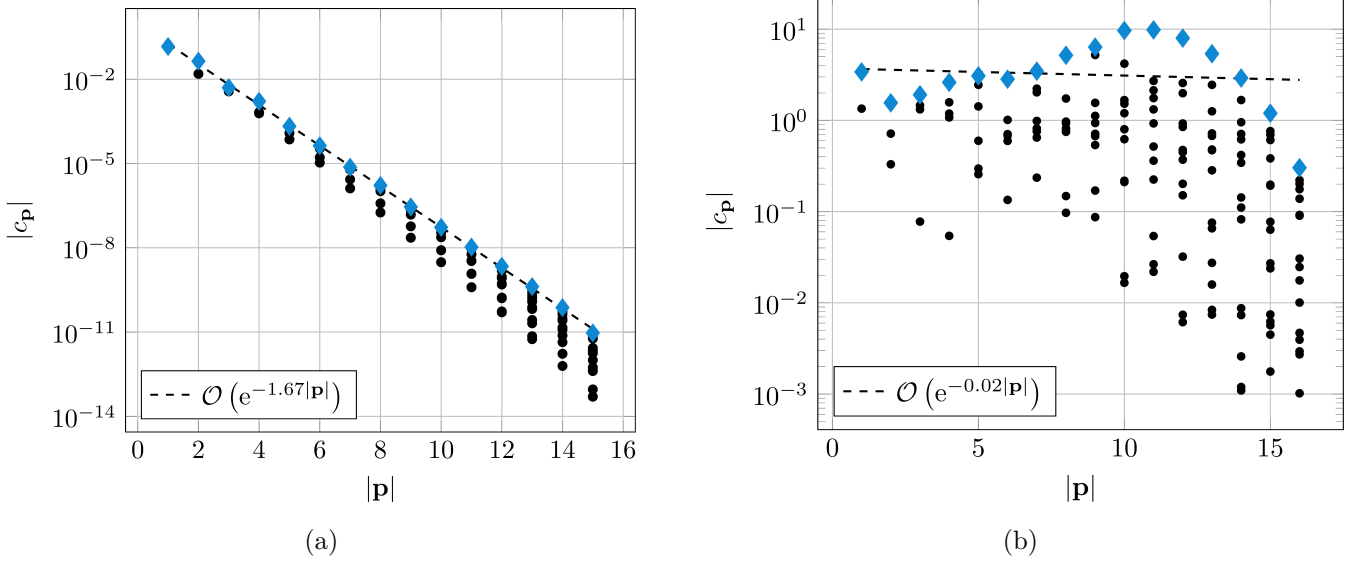 10^{-2}
10^{-5}
10^{-8}
10^{-11}
10^{-14}
|c_p|
O (e^{-1.67|p|})
0 2 4 6 8 10 12 14 16
|p|
(a)
10^1
10^0
10^{-1}
10^{-2}
10^{-3}
|c_p|
O (e^{-0.02|p|})
0 5 10 15
|p|
(b)